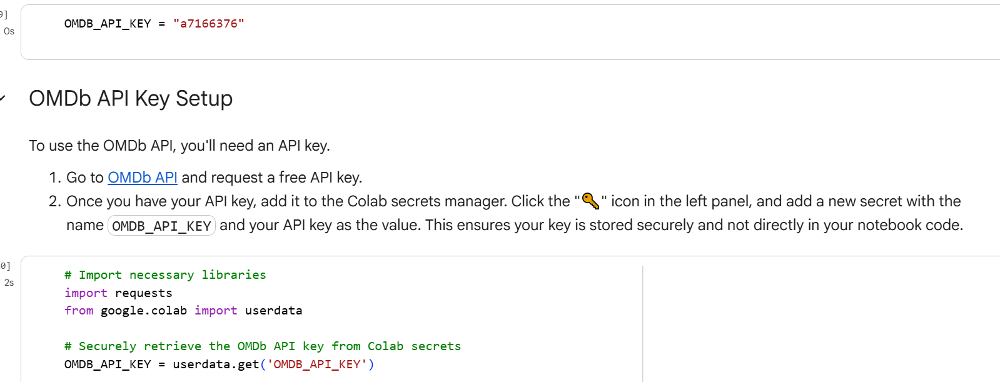 9]
0s
OMDB_API_KEY = "a7166376"
OMDb API Key Setup
To use the OMDb API, you'll need an API key.
1. Go to OMDb API and request a free API key.
2. Once you have your API key, add it to the Colab secrets manager. Click the "🔑" icon in the left panel, and add a new secret with the
name OMDB_API_KEY and your API key as the value. This ensures your key is stored securely and not directly in your notebook code.
0]
2s
# Import necessary libraries
import requests
from google.colab import userdata
# Securely retrieve the OMDb API key from Colab secrets
OMDB_API_KEY = userdata.get('OMDB_API_KEY')